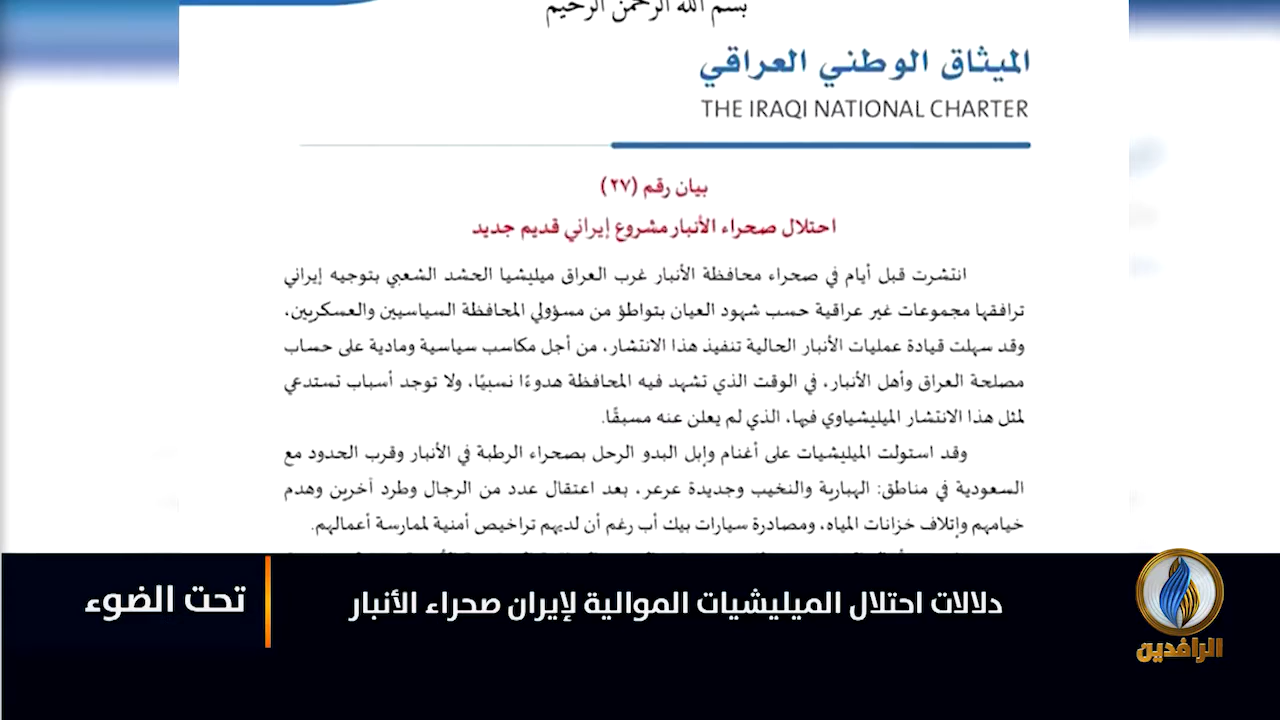 بسم الله الرحمن الرحيم
الميثاق الوطني العراقي
THE IRAQI NATIONAL CHARTER
بيان رقم (٢٧)
احتلال صحراء الأنبار مشروع إيراني قديم جديد
انتشرت قبل أيام في صحراء محافظة الأنبار غرب العراق ميليشيا الحشد الشعبي بتوجيه إيراني
ترافقها مجموعات غير عراقية حسب شهود العيان بتواطؤ من مسؤولي المحافظة السياسيين والعسكريين،
وقد سهلت قيادة عمليات الأنبار الحالية تنفيذ هذا الانتشار، من أجل مكاسب سياسية ومادية على حساب
مصلحة العراق وأهل الأنبار، في الوقت الذي تشهد فيه المحافظة هدوءًا نسبيًا، ولا توجد أسباب تستدعي
لمثل هذا الانتشار الميليشياوي فيها، الذي لم يعلن عنه مسبقًا.
وقد استولت الميليشيات على أغنام وإبل البدو الرحل بصحراء الرطبة في الأنبار وقرب الحدود مع
السعودية في مناطق: الهبارية والنخيب وجديدة عرعر، بعد اعتقال عدد من الرجال وطرد آخرين وهدم
خيامهم وإتلاف خزانات المياه، ومصادرة سيارات بيك أب رغم أن لديهم تراخيص أمنية لممارسة أعمالهم.
دلالات احتلال الميليشيات الموالية لإيران صحراء الأنبار
تحت الضوء
الرافدين